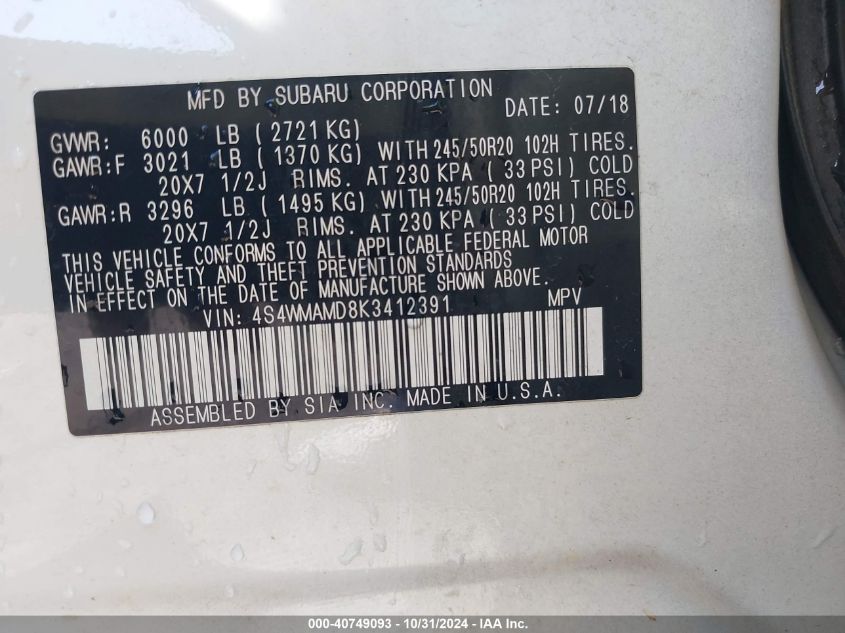 MFD BY SUBARU CORPORATION DATE: 07/18
GVWR: 6000 LB ( 2721 KG)
GAWR:F 3021 LB ( 1370 KG) WITH 245/50R20 102H TIRES.
20X7 1/2J RIMS. AT 230 KPA ( 33 PSI) COLD
GAWR:R 3296 LB ( 1495 KG) WITH 245/50R20 102H TIRES.
20X7 1/2J RIMS. AT 230 KPA ( 33 PSI) COLD
THIS VEHICLE CONFORMS TO ALL APPLICABLE FEDERAL MOTOR
VEHICLE SAFETY AND THEFT PREVENTION STANDARDS
IN EFFECT ON THE DATE OF MANUFACTURE SHOWN ABOVE.
VIN: 4S4WMAMD8K3412391 MPV
ASSEMBLED BY SIA INC. MADE IN U.S.A.
000-40749093 - 10/31/2024 - IAA Inc.